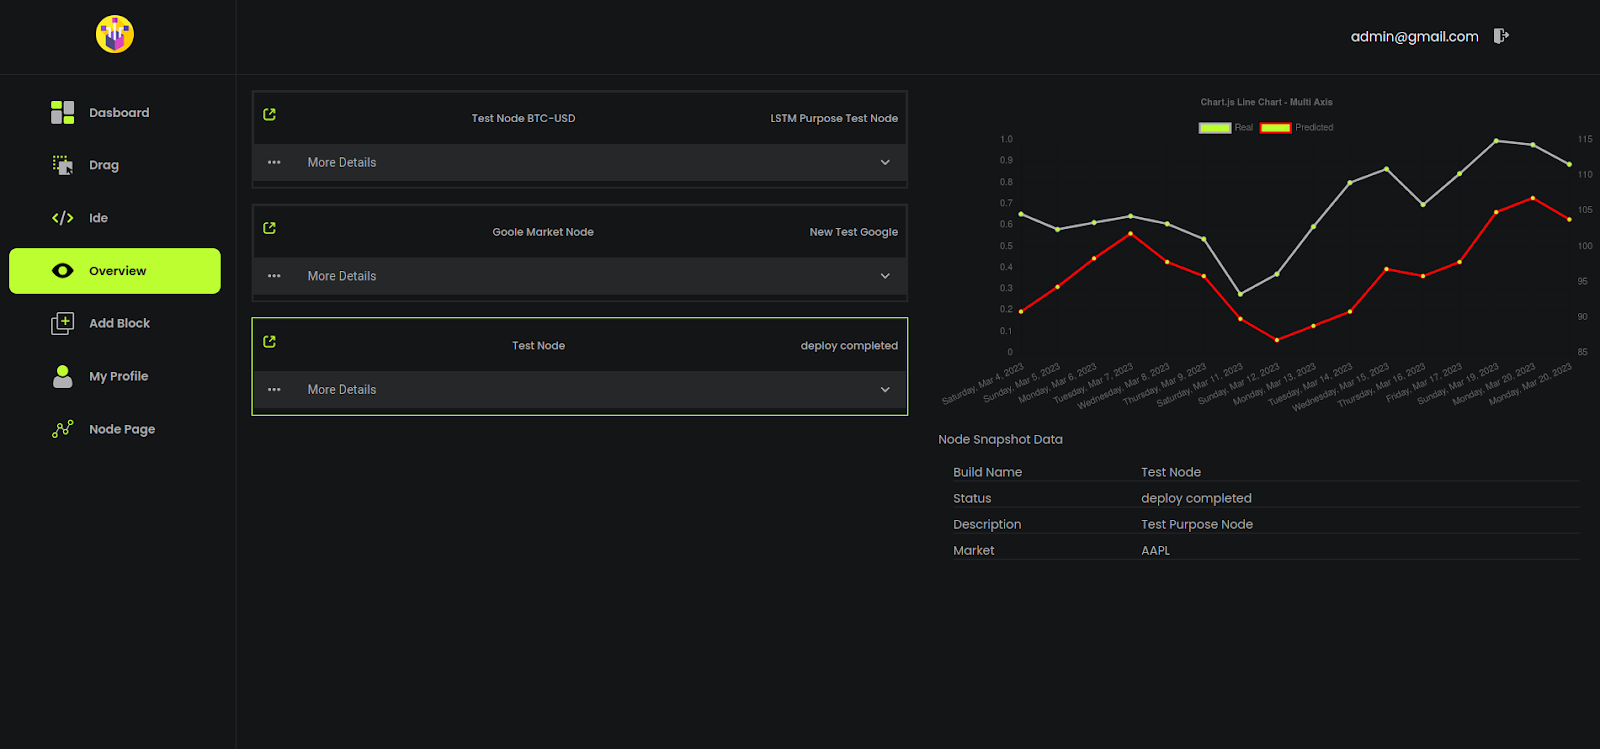 admin@gmail.com
Dasboard
Drag
Ide
Overview
Add Block
My Profile
Node Page
Test Node BTC-USD
LSTM Purpose Test Node
More Details
Goole Market Node
New Test Google
More Details
Test Node
deploy completed
More Details
Chart.js Line Chart - Multi Axis
Real
Predicted
1.0
0.9
0.8
0.7
0.6
0.5
0.4
0.3
0.2
0.1
0
115
110
105
100
95
90
85
Saturday, Mar 4, 2023
Sunday, Mar 5, 2023
Monday, Mar 6, 2023
Tuesday, Mar 7, 2023
Wednesday, Mar 8, 2023
Thursday, Mar 9, 2023
Saturday, Mar 11, 2023
Sunday, Mar 12, 2023
Monday, Mar 13, 2023
Tuesday, Mar 14, 2023
Wednesday, Mar 15, 2023
Thursday, Mar 16, 2023
Friday, Mar 17, 2023
Sunday, Mar 19, 2023
Monday, Mar 20, 2023
Monday, Mar 20, 2023
Node Snapshot Data
Build Name Test Node
Status deploy completed
Description Test Purpose Node
Market AAPL